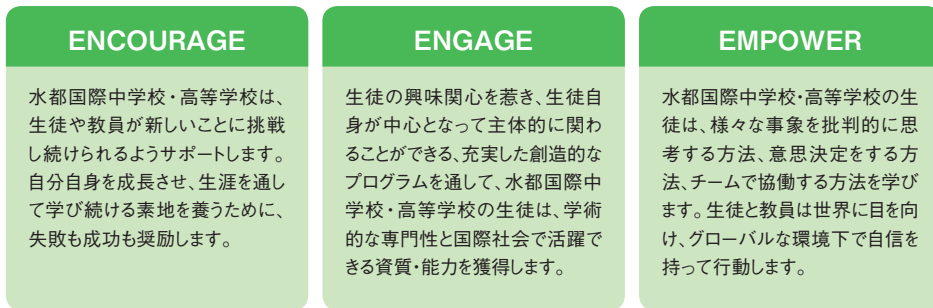 ENCOURAGE
水都国際中学校・高等学校は、
生徒や教員が新しいことに挑戦
し続けられるようサポートします。
自分自身を成長させ、生涯を通し
て学び続ける素地を養うために、
失敗も成功も奨励します。
ENGAGE
生徒の興味関心を惹き、生徒自
身が中心となって主体的に関わ
ることができる、充実した創造的な
プログラムを通して、水都国際中
学校・高等学校の生徒は、学術
的な専門性と国際社会で活躍で
きる資質・能力を獲得します。
EMPOWER
水都国際中学校・高等学校の生
徒は、様々な事象を批判的に思
考する方法、意思決定をする方
法、チームで協働する方法を学び
ます。生徒と教員は世界に目を向
け、グローバルな環境下で自信を
持って行動します。